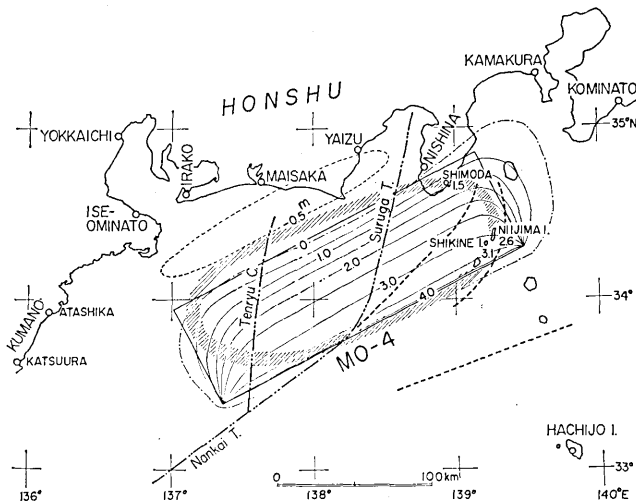 KAMAKURA
KOMINATO
HONSHU
35°N
YOKKAICHI
YAIZU
NISHINA
IRAKO
MAISAKA
SHIMODA
1.5
ISE-OMINATO
-0.5m
Suruga T.
0
1.0
NIIJIMA I.
2.6
SHIKINE I.
3.1
2.0
Tenryu C.
3.0
34°
4.0
KUMANO
ATASHIKA
MO-4
KATSUURA
Nankai T.
HACHIJO I.
0 100km
33°
136° 137° 138° 139° 140°E